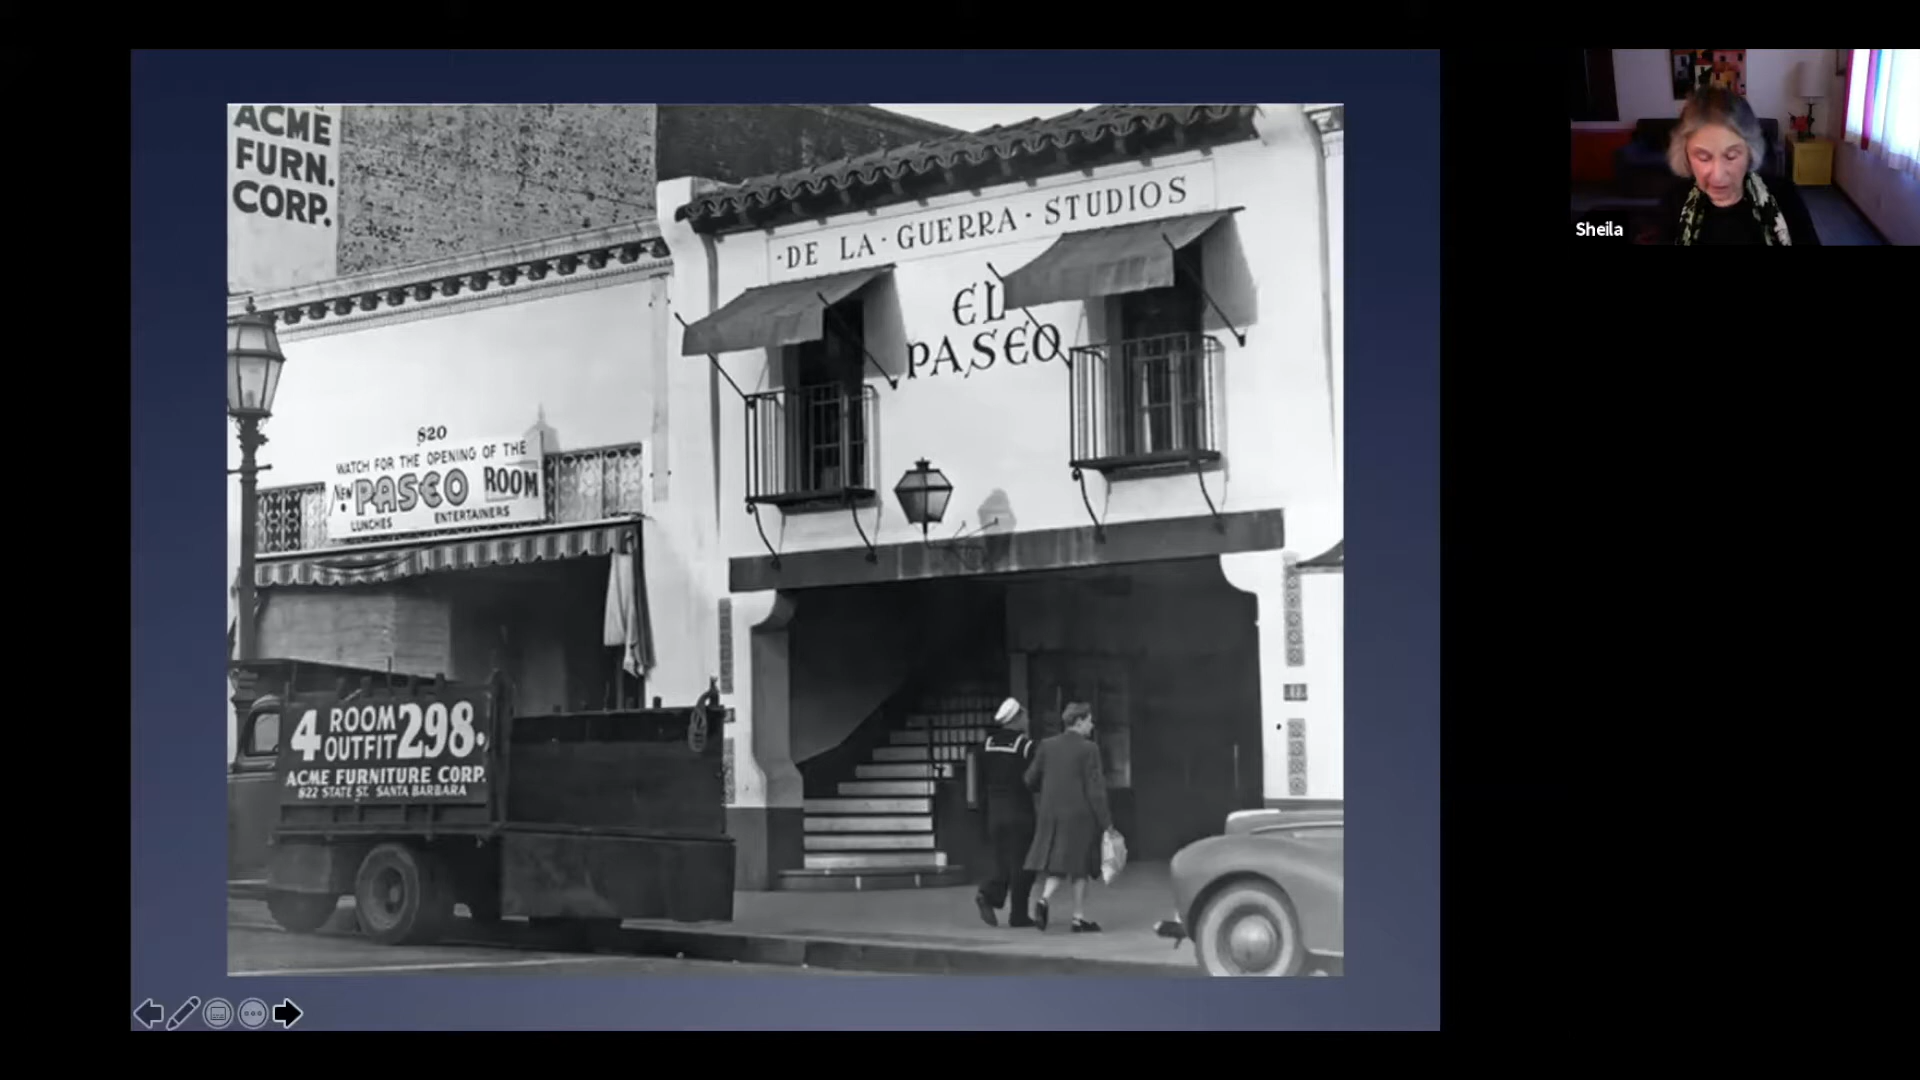 ACME
FURN.
CORP.
·DE LA·GUERRA·STUDIOS
EL
PASEO
820
WATCH FOR THE OPENING OF THE
NEW PASEO ROOM
LUNCHES ENTERTAINERS
4 ROOM OUTFIT 298.
ACME FURNITURE CORP.
822 STATE ST. SANTA BARBARA
Sheila